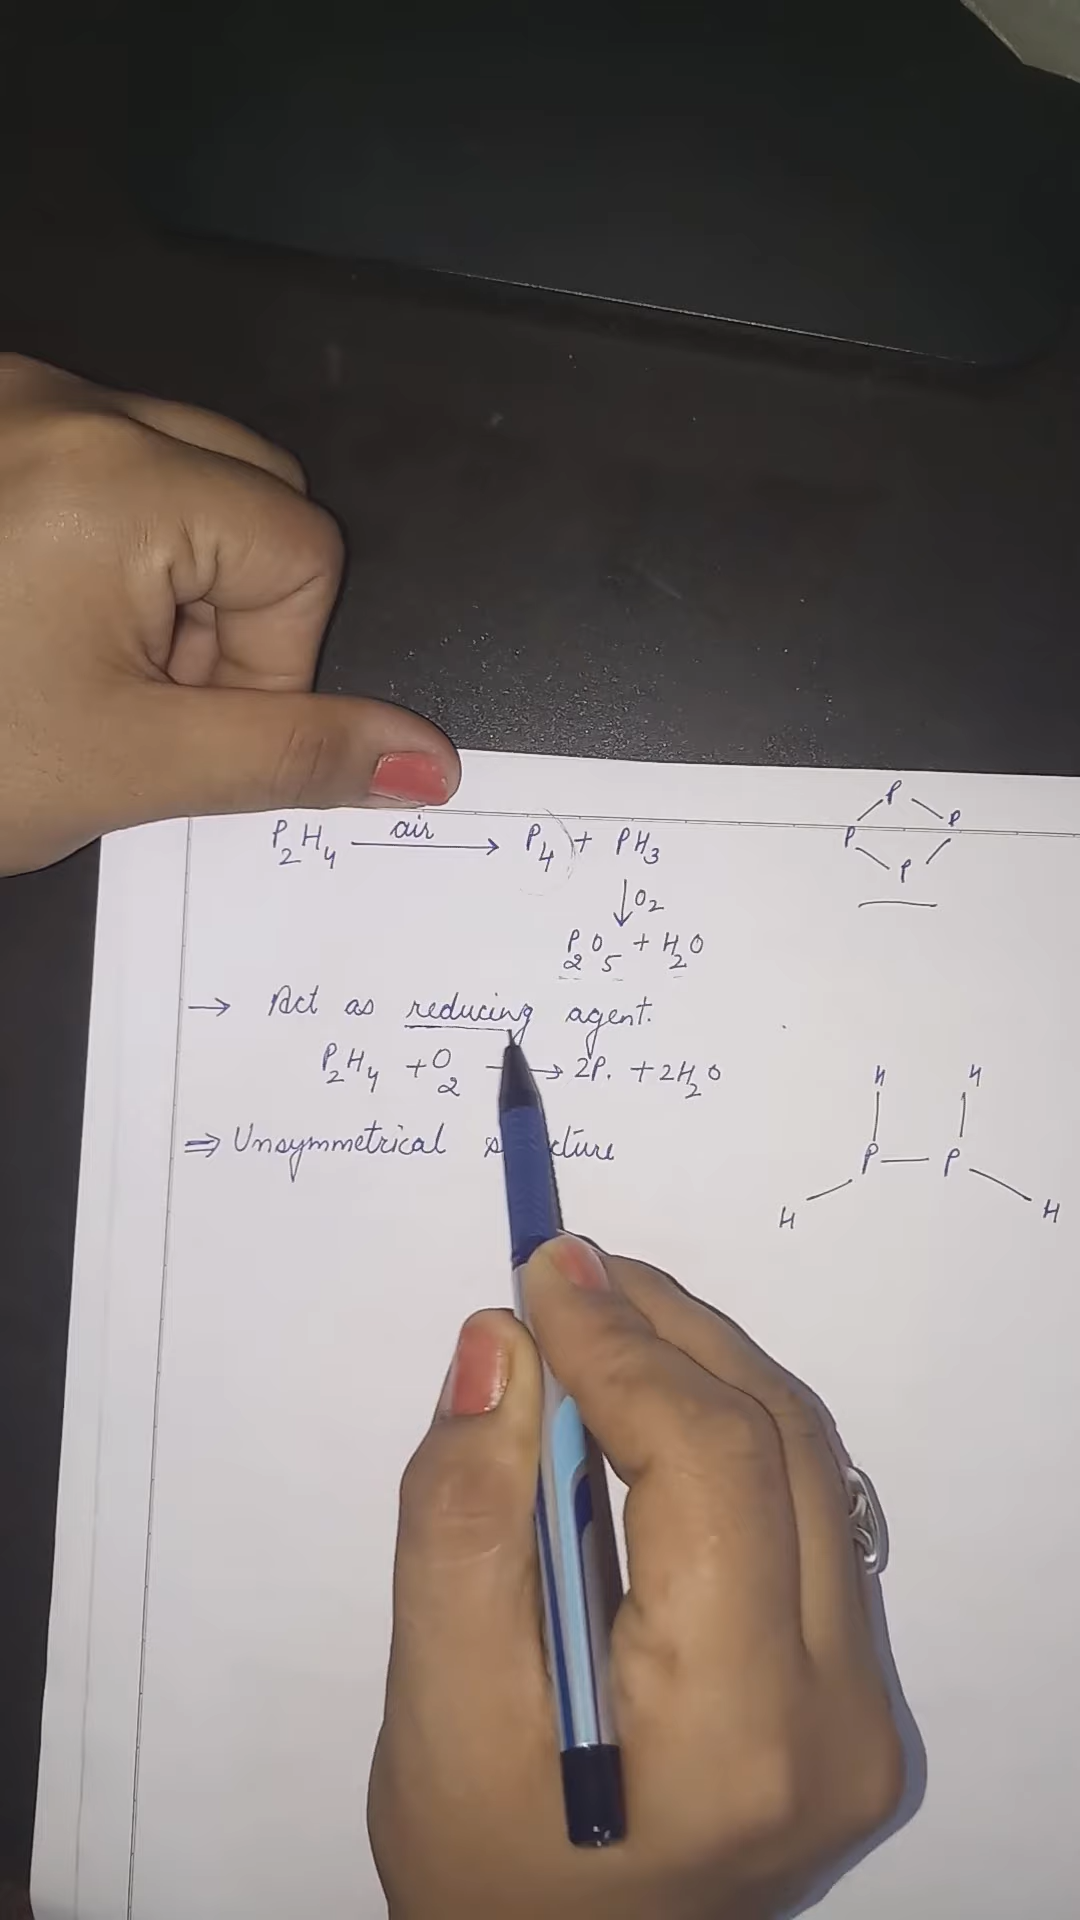 P₂H₄ air → P₄ + PH₃
↓ O₂
P₂O₅ + H₂O
→ Act as reducing agent.
P₂H₄ + O₂ → 2P. + 2H₂O
⇒ Unsymmetrical
P
P P
P
H H
P — P
H H